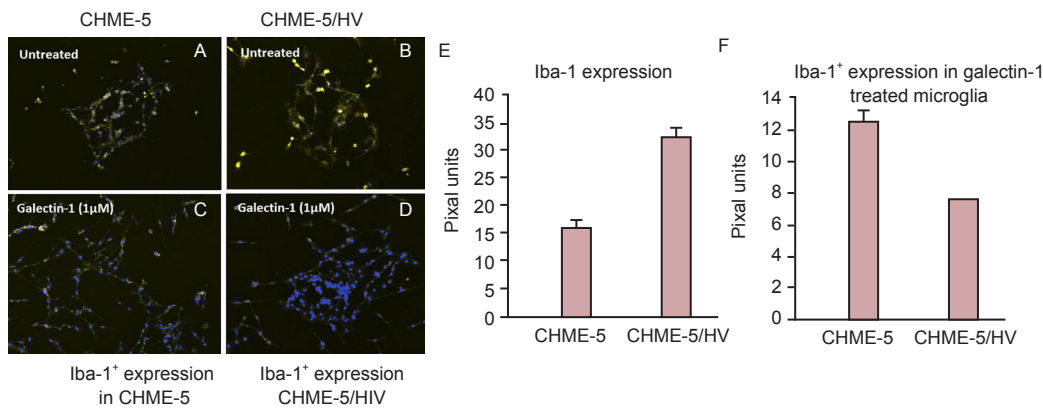 CHME-5
CHME-5/HV
Untreated
A
Untreated
B
Galectin-1 (1µM)
C
Galectin-1 (1µM)
D
Iba-1⁺ expression
in CHME-5
Iba-1⁺ expression
CHME-5/HIV
E
Iba-1 expression
Pixal units
40
35
30
25
20
15
10
5
0
CHME-5
CHME-5/HV
F
Iba-1⁺ expression in galectin-1
treated microglia
Pixal units
14
12
10
8
6
4
2
0
CHME-5
CHME-5/HV